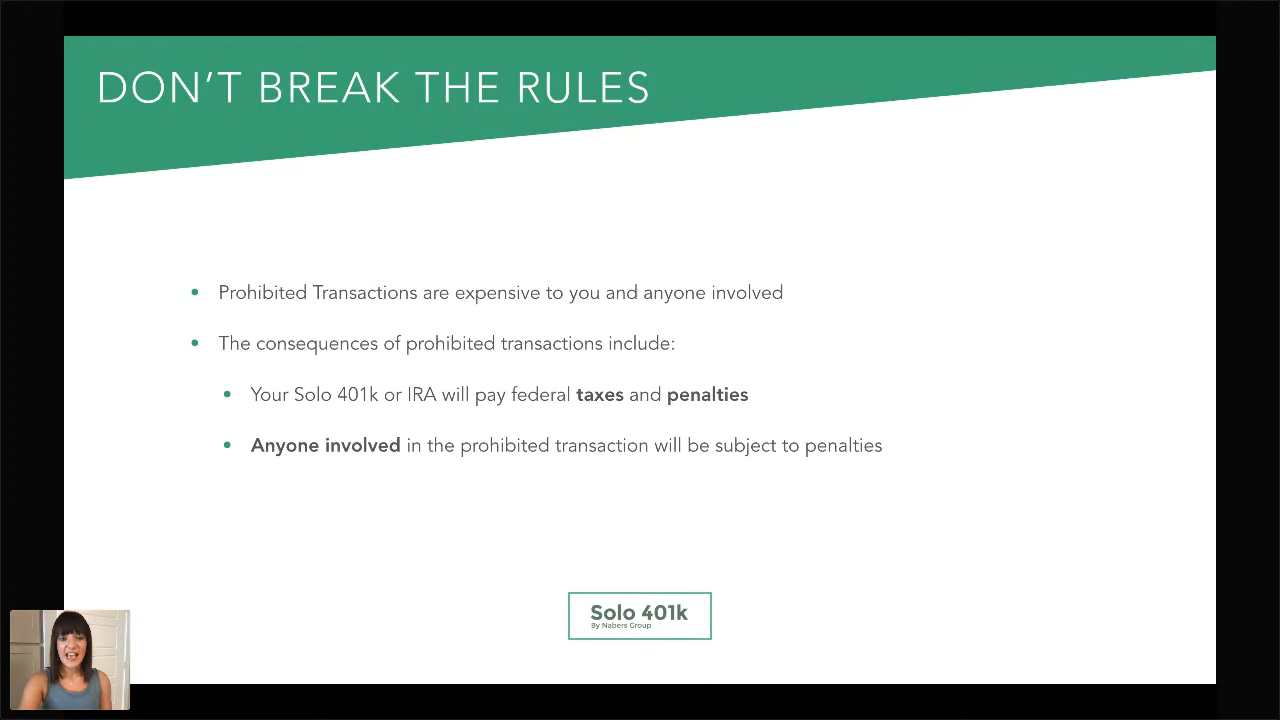 DON'T BREAK THE RULES
Prohibited Transactions are expensive to you and anyone involved
The consequences of prohibited transactions include:
Your Solo 401k or IRA will pay federal taxes and penalties
Anyone involved in the prohibited transaction will be subject to penalties
Solo 401k
By Nabers Group